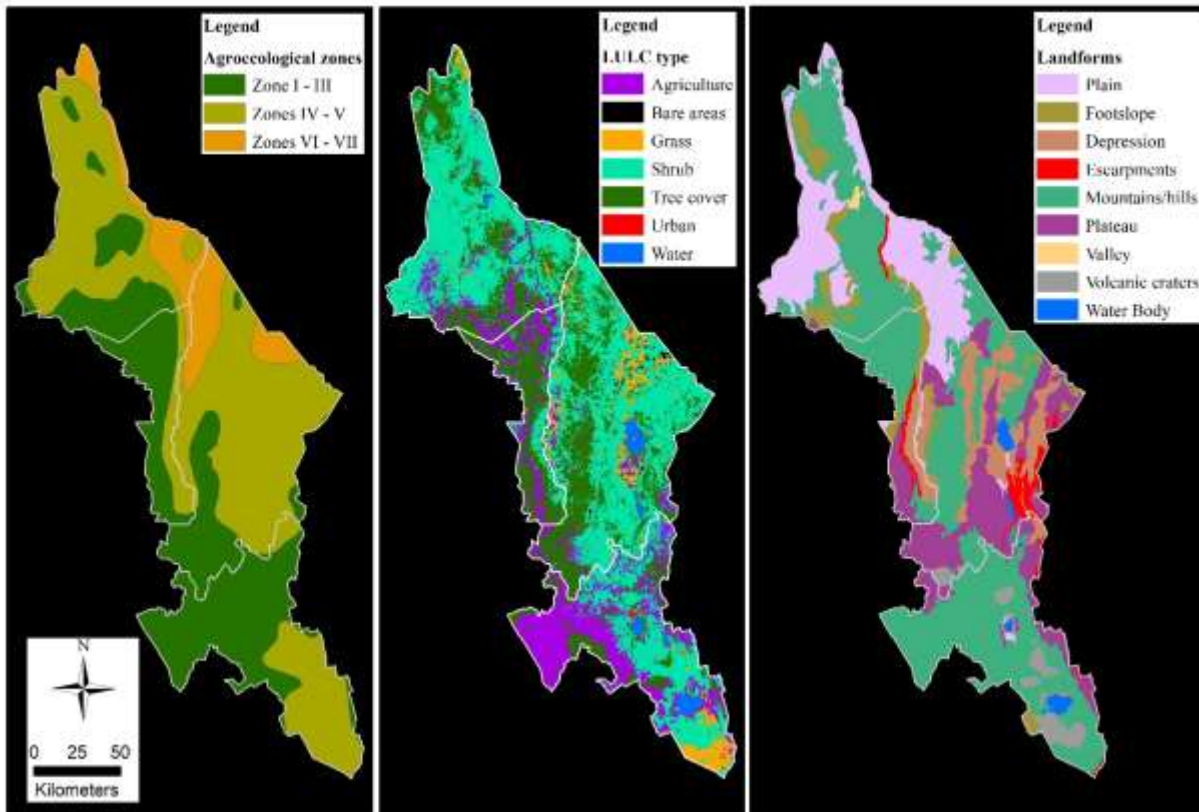 Legend
Agroccological zones
Zone I - III
Zones IV - V
Zones VI - VII
N
0 25 50
Kilometers
Legend
LULC type
Agriculture
Bare areas
Grass
Shrub
Tree cover
Urban
Water
Legend
Landforms
Plain
Footslope
Depression
Escarpments
Mountains/hills
Plateau
Valley
Volcanic craters
Water Body